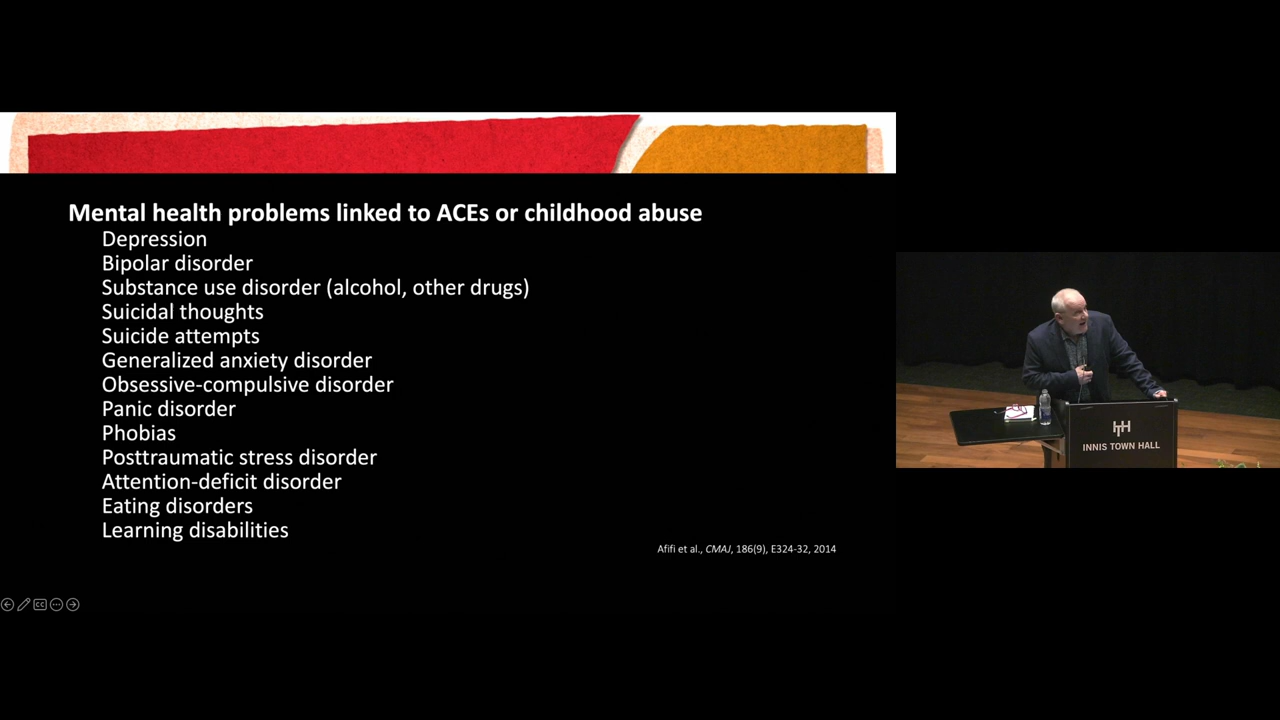 Mental health problems linked to ACEs or childhood abuse
Depression
Bipolar disorder
Substance use disorder (alcohol, other drugs)
Suicidal thoughts
Suicide attempts
Generalized anxiety disorder
Obsessive-compulsive disorder
Panic disorder
Phobias
Posttraumatic stress disorder
Attention-deficit disorder
Eating disorders
Learning disabilities
Afifi et al., CMAJ, 186(9), E324-32, 2014
CC
INNIS TOWN HALL